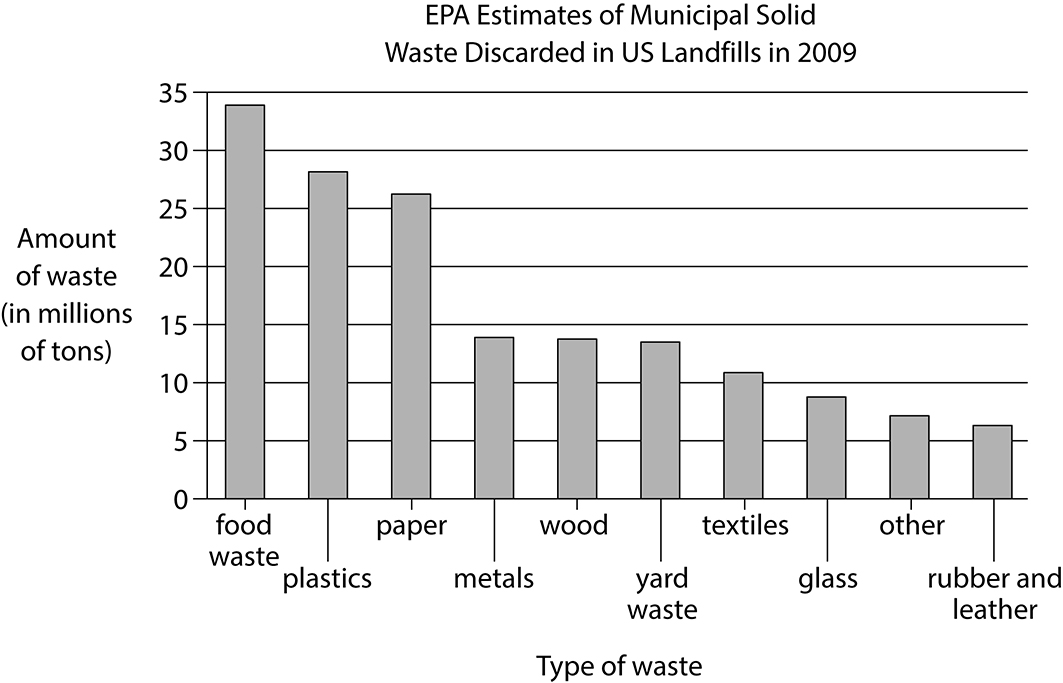 EPA Estimates of Municipal Solid
Waste Discarded in US Landfills in 2009
35
30
25
20
15
10
5
0
Amount
of waste
(in millions
of tons)
food
waste
plastics
paper
metals
wood
yard
waste
textiles
glass
other
rubber and
leather
Type of waste